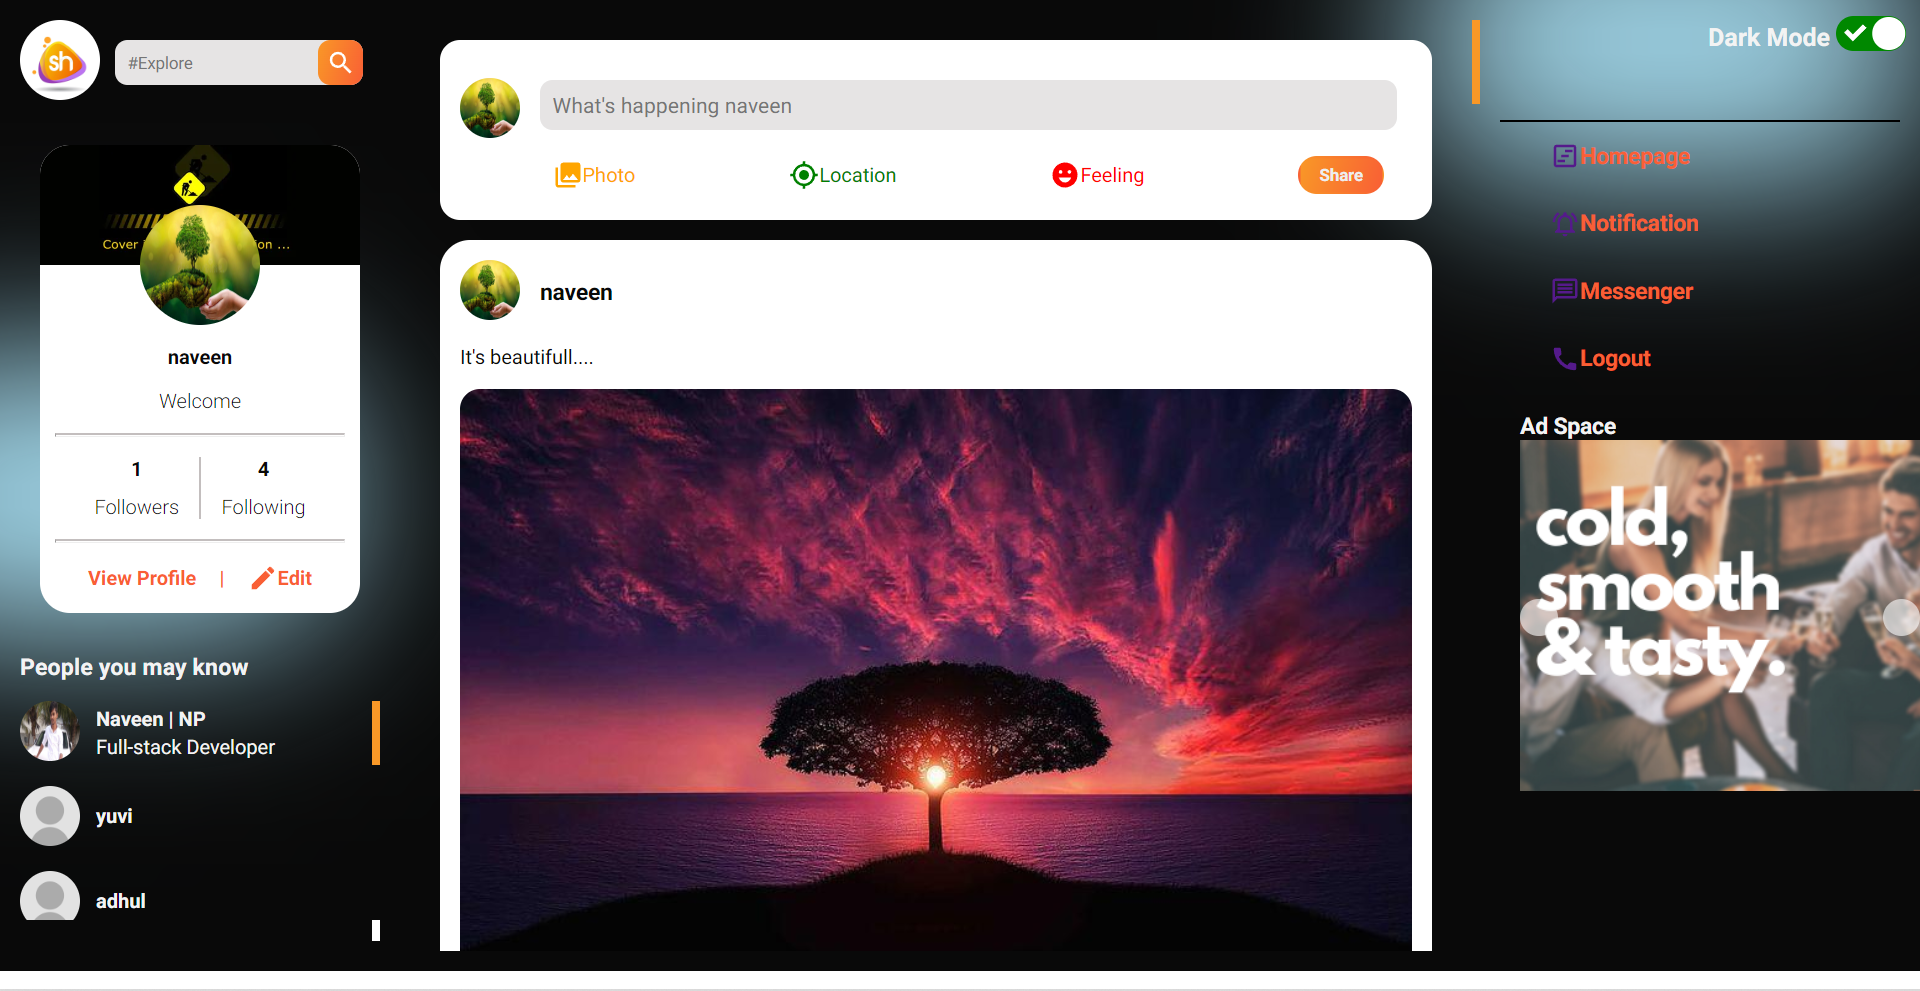 sh
#Explore
Dark Mode
What's happening naveen
Photo
Location
Feeling
Share
Homepage
Notification
Messenger
Logout
Ad Space
cold,
smooth
& tasty.
Cover
on ...
naveen
Welcome
1
4
Followers
Following
View Profile | Edit
People you may know
Naveen | NP
Full-stack Developer
yuvi
adhul
naveen
It's beautifull....